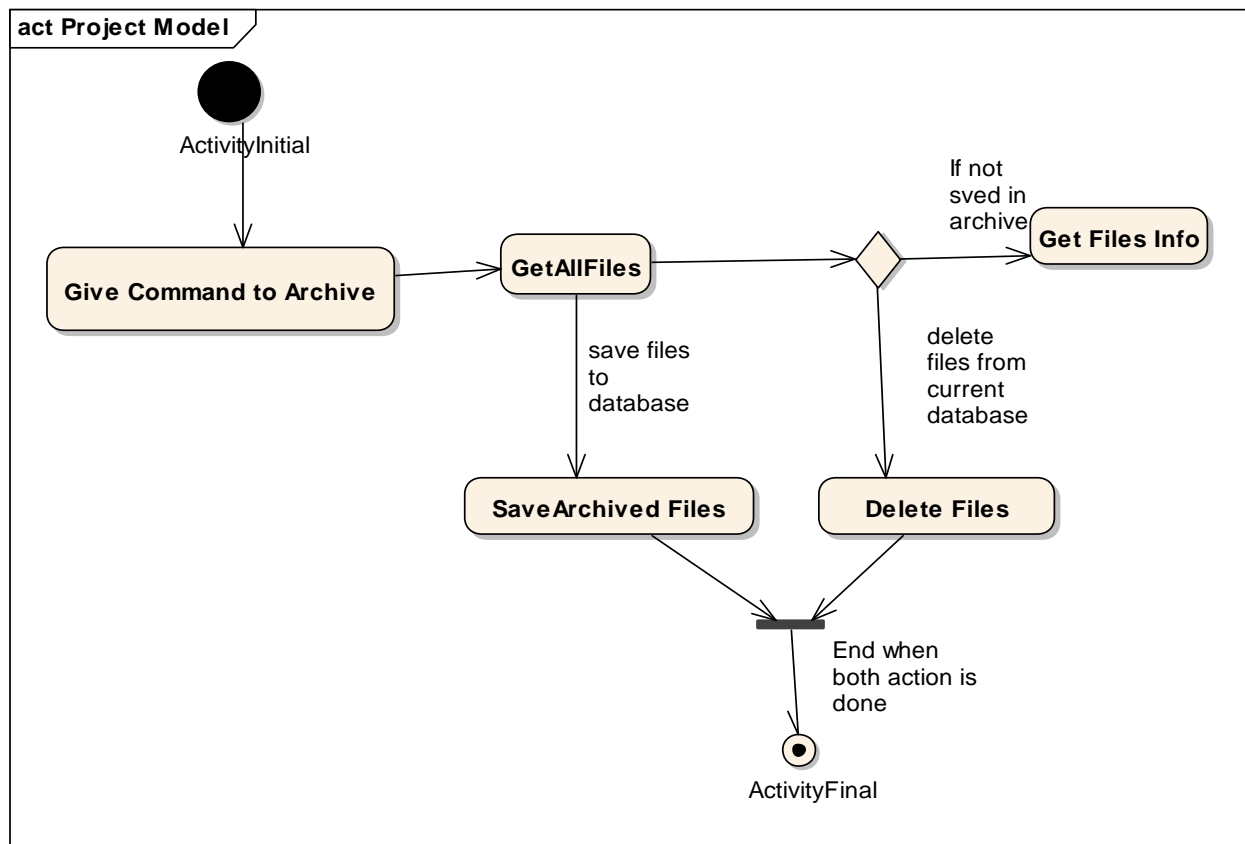 act Project Model
ActivityInitial
If not
sved in
archive
Get Files Info
GetAllFiles
Give Command to Archive
save files
to
database
delete
files from
current
database
SaveArchived Files
Delete Files
End when
both action is
done
ActivityFinal